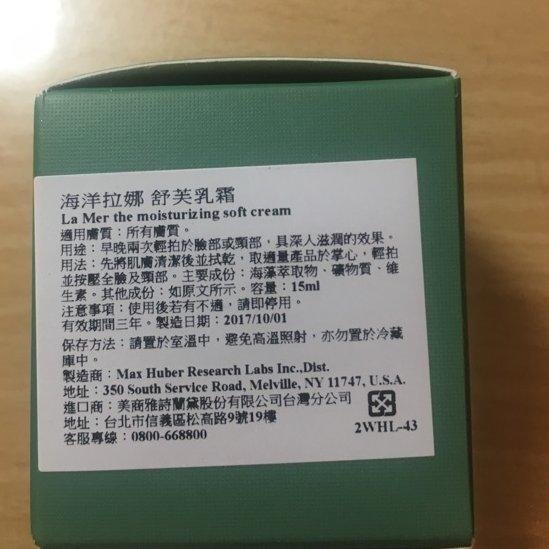 海洋拉娜 舒芙乳霜
La Mer the moisturizing soft cream
適用膚質：所有膚質。
用途：早晚兩次輕拍於臉部或頸部，具深入滋潤的效果。
用法：先將肌膚清潔後並拭乾，取適量產品於掌心，輕拍
並按壓全臉及頸部。主要成份：海藻萃取物、礦物質、維
生素。其他成份：如原文所示。容量：15ml
注意事項：使用後若有不適，請即停用。
有效期間三年。製造日期：2017/10/01
保存方法：請置於室溫中，避免高溫照射，亦勿置於冷藏
庫中。
製造商：Max Huber Research Labs Inc.,Dist.
地址：350 South Service Road, Melville, NY 11747, U.S.A.
進口商：美商雅詩蘭黛股份有限公司台灣分公司
地址：台北市信義區松高路9號19樓
客服專線：0800-668800
2WHL-43